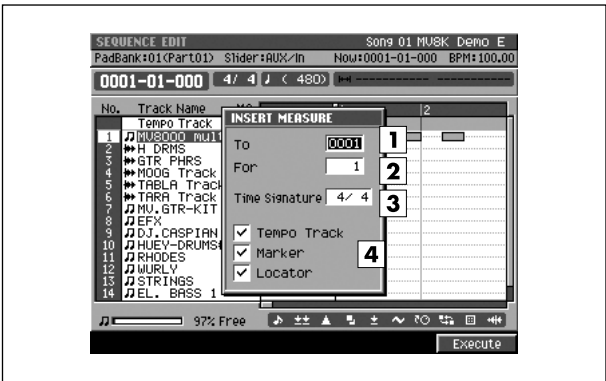 SEQUENCE EDIT Song 01 MV8K Demo E
PadBank:01(Part01) Slider:AUX/In Now:0001-01-000 BPM:100.00
0001-01-000 4/ 4 ( 480)
No. Track Name 2
Tempo Track
1 MV8000 mult
2 H DRMS
3 GTR PHRS
4 MOOG Track
5 TABLA Track
6 TARA Track
7 MV.GTR-KIT
8 EFX
9 DJ.CASPIAN
10 HUEY-DRUMS
11 RHODES
12 WURLY
13 STRINGS
14 EL. BASS 1
INSERT MEASURE
To 0001 1
For 1 2
Time Signature 4/ 4 3
Tempo Track
Marker 4
Locator
97% Free
Execute